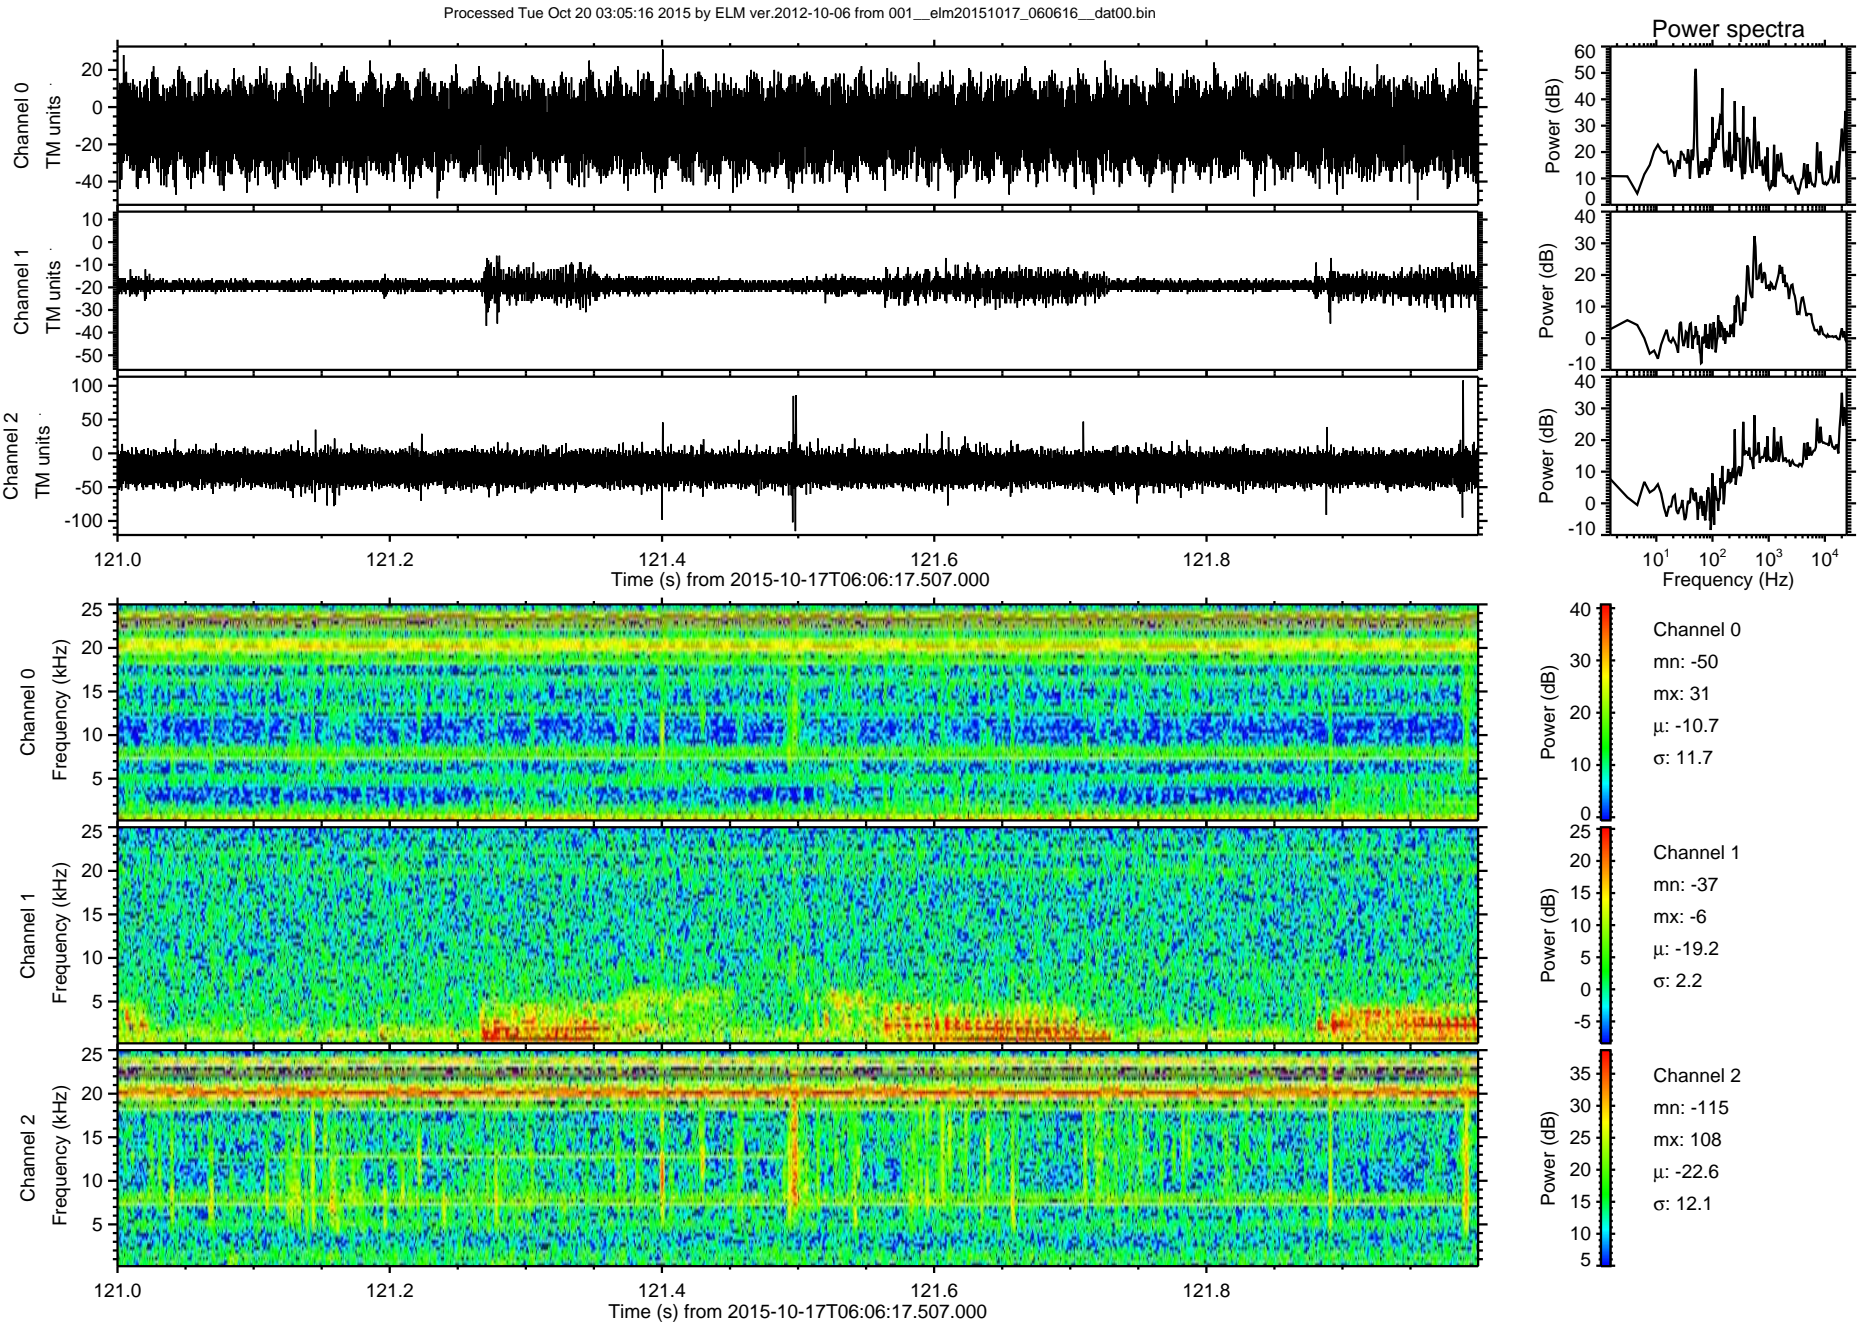 Processed Tue Oct 20 03:05:16 2015 by ELM ver.2012-10-06 from 001__elm20151017_060616__dat00.bin
Power spectra
Channel 0
TM units
20
0
-20
-40
Power (dB)
60
50
40
30
20
10
0
Channel 1
TM units
10
0
-10
-20
-30
-40
-50
Power (dB)
40
30
20
10
0
-10
Channel 2
TM units
100
50
0
-50
-100
Power (dB)
40
30
20
10
0
-10
121.0 121.2 121.4 121.6 121.8
Time (s) from 2015-10-17T06:06:17.507.000
10¹ 10² 10³ 10⁴
Frequency (Hz)
Channel 0
Frequency (kHz)
25
20
15
10
5
Power (dB)
40
30
20
10
0
Channel 0
mn: -50
mx: 31
µ: -10.7
σ: 11.7
Channel 1
Frequency (kHz)
25
20
15
10
5
Power (dB)
25
20
15
10
5
0
-5
Channel 1
mn: -37
mx: -6
µ: -19.2
σ: 2.2
Channel 2
Frequency (kHz)
25
20
15
10
5
Power (dB)
35
30
25
20
15
10
5
Channel 2
mn: -115
mx: 108
µ: -22.6
σ: 12.1
121.0 121.2 121.4 121.6 121.8
Time (s) from 2015-10-17T06:06:17.507.000